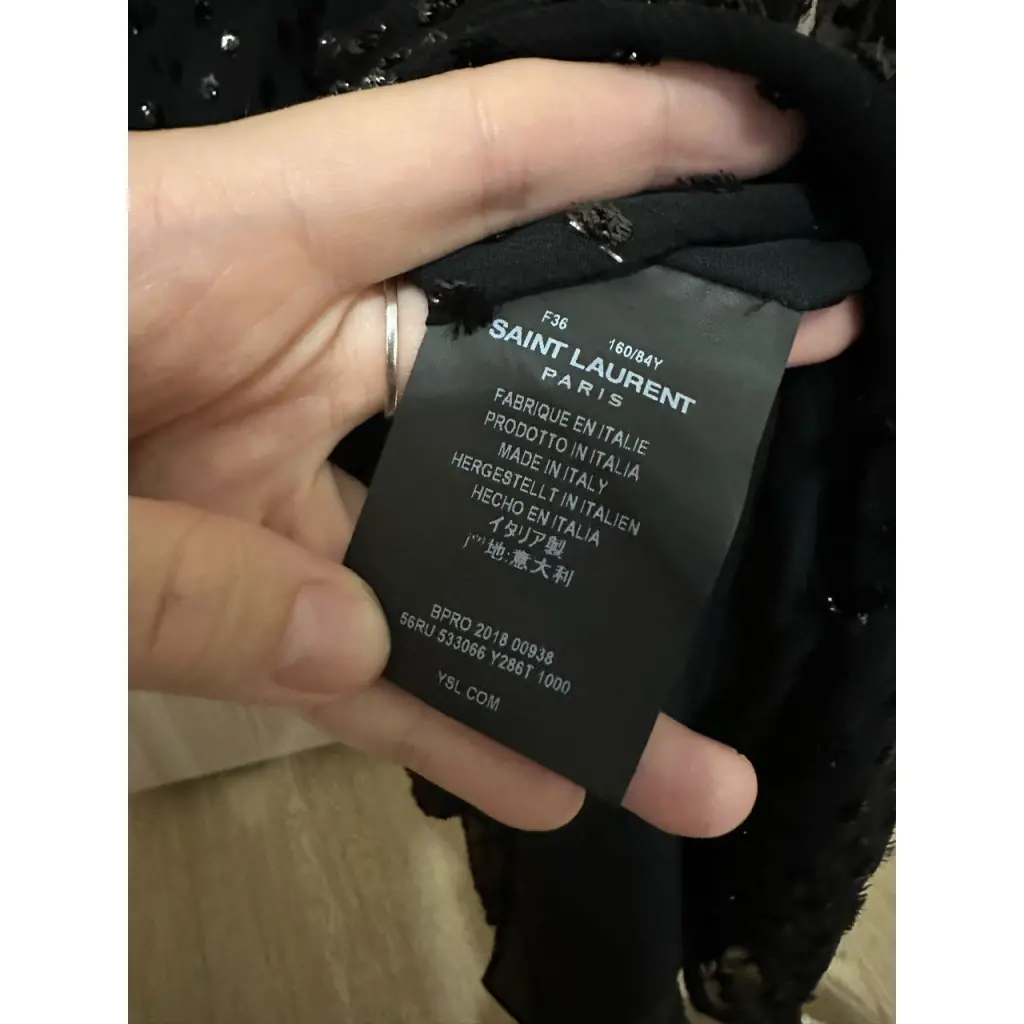 F36 160/84Y
SAINT LAURENT
PARIS
FABRIQUE EN ITALIE
PRODOTTO IN ITALIA
MADE IN ITALY
HERGESTELLT IN ITALIEN
HECHO EN ITALIA
イタリア製
产地:意大利
BPRO 2018 00938
56RU 533066 Y286T 1000
YSL.COM